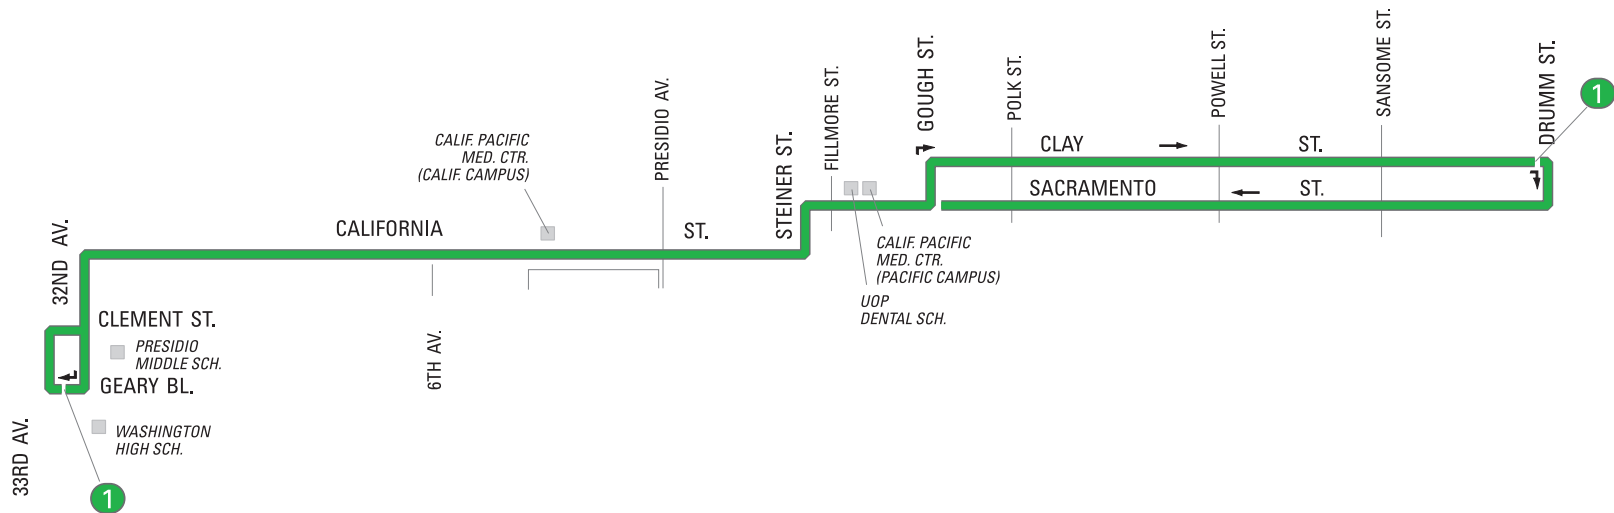 SANSOME ST.
POWELL ST.
GOUGH ST.
POLK ST.
DRUMM ST.
1
FILLMORE ST.
PRESIDIO AV.
STEINER ST.
CALIF. PACIFIC
MED. CTR.
(CALIF. CAMPUS)
CLAY ST.
SACRAMENTO ST.
CALIFORNIA ST.
CALIF. PACIFIC
MED. CTR.
(PACIFIC CAMPUS)
UOP
DENTAL SCH.
32ND AV.
CLEMENT ST.
PRESIDIO
MIDDLE SCH.
GEARY BL.
6TH AV.
WASHINGTON
HIGH SCH.
33RD AV.
1